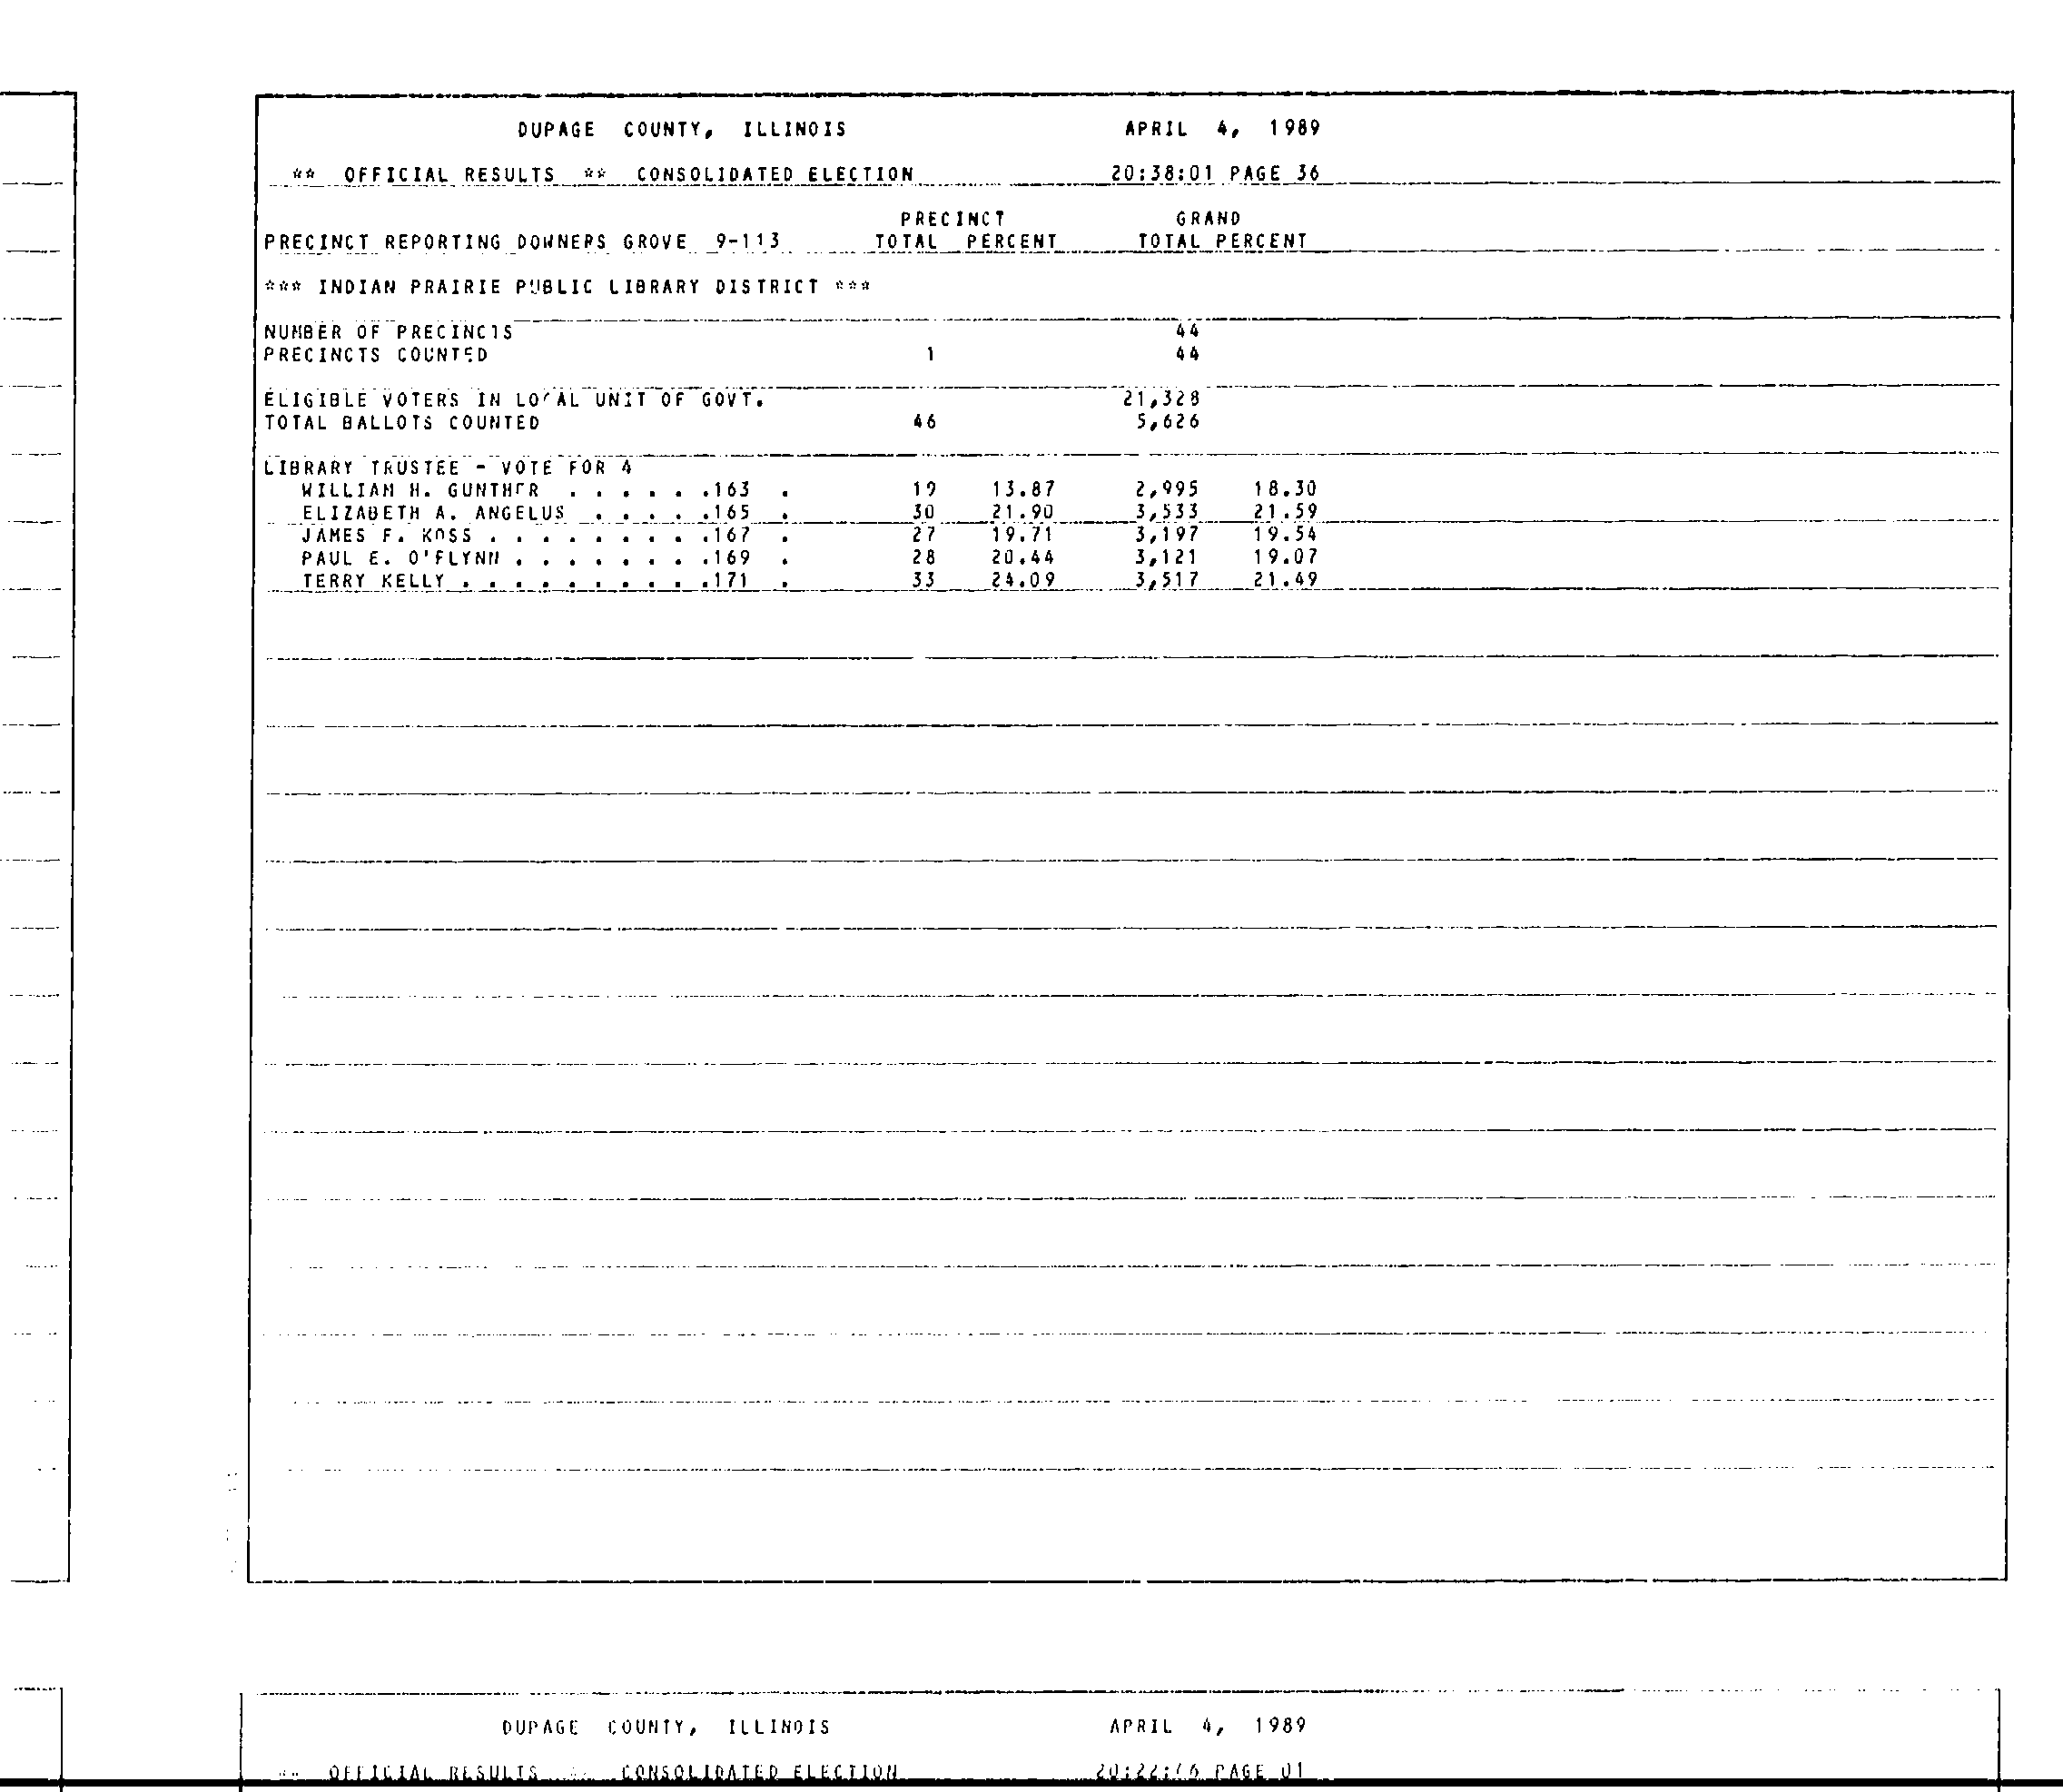 DUPAGE COUNTY, ILLINOIS APRIL 4, 1989
** OFFICIAL RESULTS ** CONSOLIDATED ELECTION 20:38:01 PAGE 36
PRECINCT GRAND
PRECINCT REPORTING DOWNERS GROVE 9-113 TOTAL PERCENT TOTAL PERCENT
*** INDIAN PRAIRIE PUBLIC LIBRARY DISTRICT ***
NUMBER OF PRECINCTS 44
PRECINCTS COUNTED 1 44
ELIGIBLE VOTERS IN LOCAL UNIT OF GOVT. 21,328
TOTAL BALLOTS COUNTED 46 5,626
LIBRARY TRUSTEE - VOTE FOR 4
WILLIAM H. GUNTHER . . . . . .163 . 19 13.87 2,995 18.30
ELIZABETH A. ANGELUS . . . . .165 . 30 21.90 3,533 21.59
JAMES F. KOSS . . . . . . . . .167 . 27 19.71 3,197 19.54
PAUL E. O'FLYNN . . . . . . . .169 . 28 20.44 3,121 19.07
TERRY KELLY . . . . . . . . . .171 . 33 24.09 3,517 21.49
DUPAGE COUNTY, ILLINOIS APRIL 4, 1989
** OFFICIAL RESULTS ** CONSOLIDATED ELECTION PAGE 01